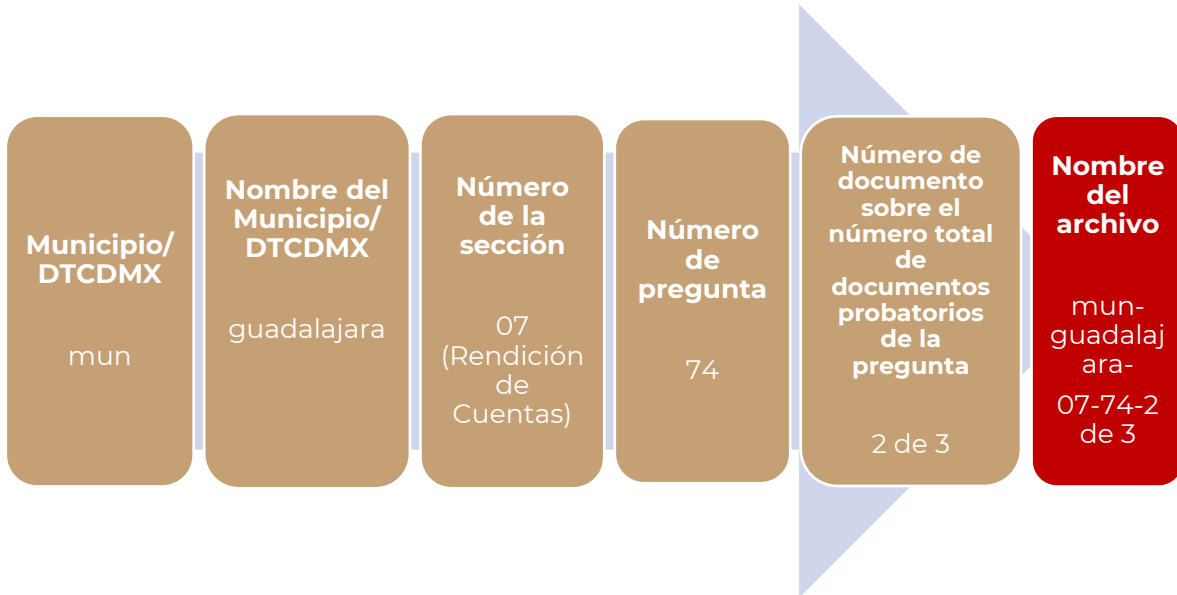 Municipio/
DTCDMX
mun
Nombre del
Municipio/
DTCDMX
guadalajara
Número
de la
sección
07
(Rendición
de
Cuentas)
Número
de
pregunta
74
Número de
documento
sobre el
número total
de
documentos
probatorios
de la
pregunta
2 de 3
Nombre
del
archivo
mun-
guadalaj
ara-
07-74-2
de 3